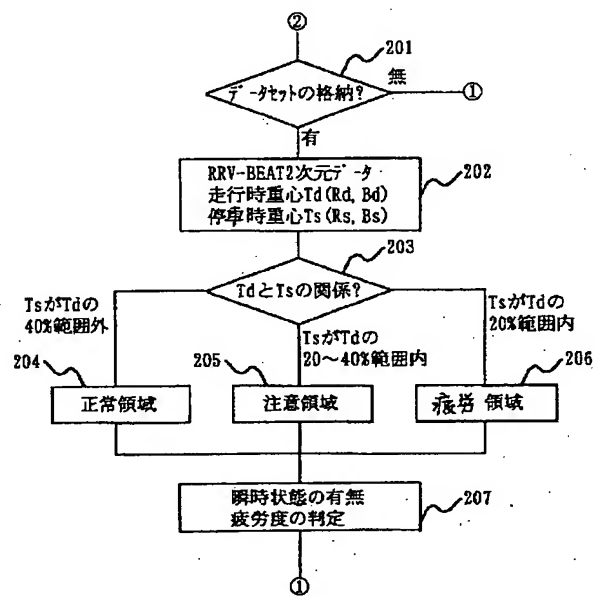 ②
201
データセットの格納?
無
①
有
RRV-BEAT2次元データ
走行時重心Td(Rd, Bd)
停車時重心Ts(Rs, Bs)
202
203
TdとTsの関係?
TsがTdの
40%範囲外
TsがTdの
20～40%範囲内
TsがTdの
20%範囲内
204
正常領域
205
注意領域
206
疲労 領域
瞬時状態の有無
疲労度の判定
207
①